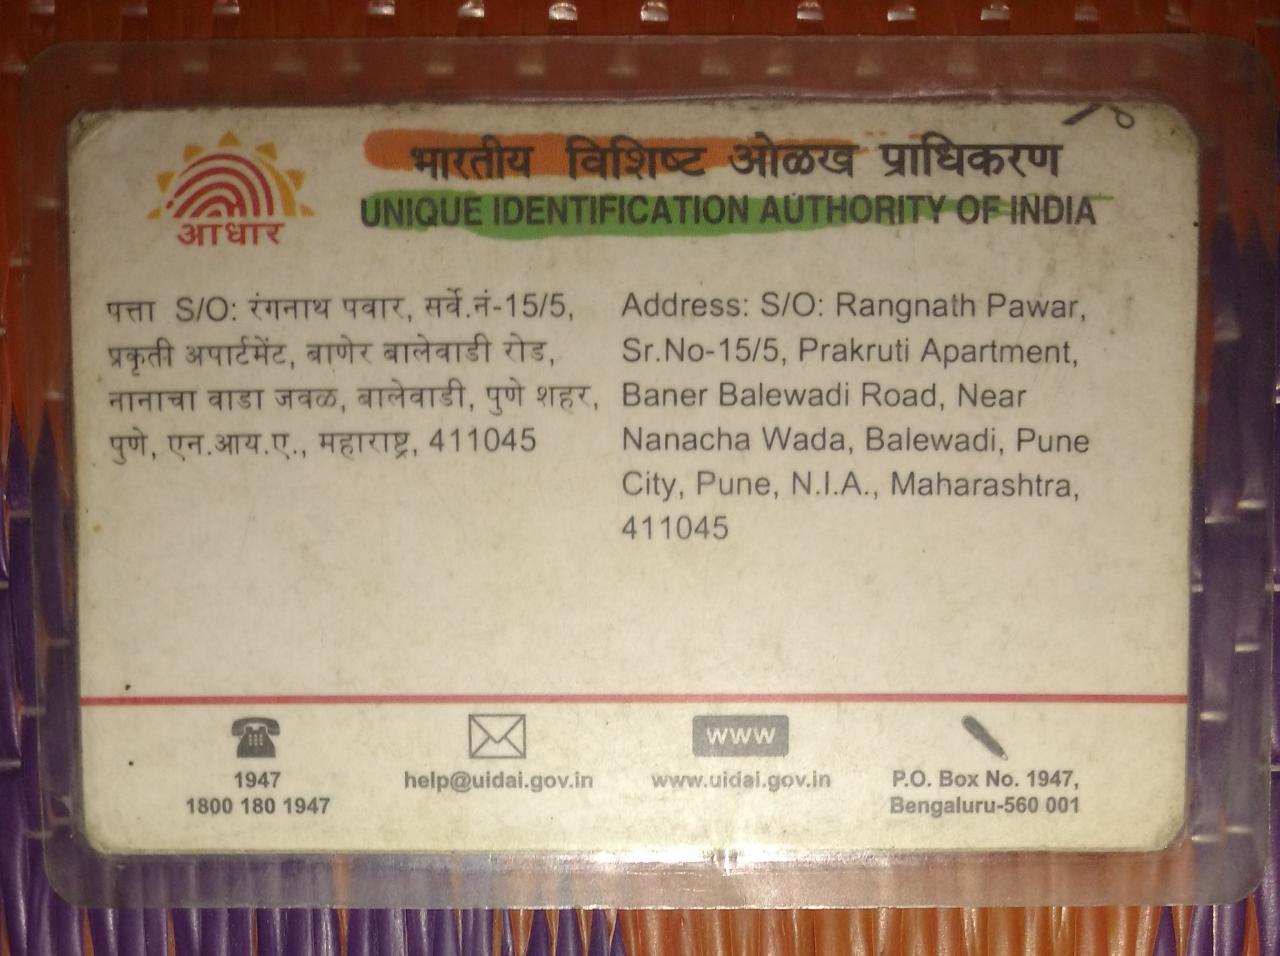 भारतीय विशिष्ट ओळख प्राधिकरण
UNIQUE IDENTIFICATION AUTHORITY OF INDIA
आधार
पत्ता S/O: रंगनाथ पवार, सर्वे.नं-15/5,
प्रकृती अपार्टमेंट, बाणेर बालेवाडी रोड,
नानाचा वाडा जवळ, बालेवाडी, पुणे शहर,
पुणे, एन.आय.ए., महाराष्ट्र, 411045
Address: S/O: Rangnath Pawar,
Sr.No-15/5, Prakruti Apartment,
Baner Balewadi Road, Near
Nanacha Wada, Balewadi, Pune
City, Pune, N.I.A., Maharashtra,
411045
1947
1800 180 1947
help@uidai.gov.in
www
www.uidai.gov.in
P.O. Box No. 1947,
Bengaluru-560 001